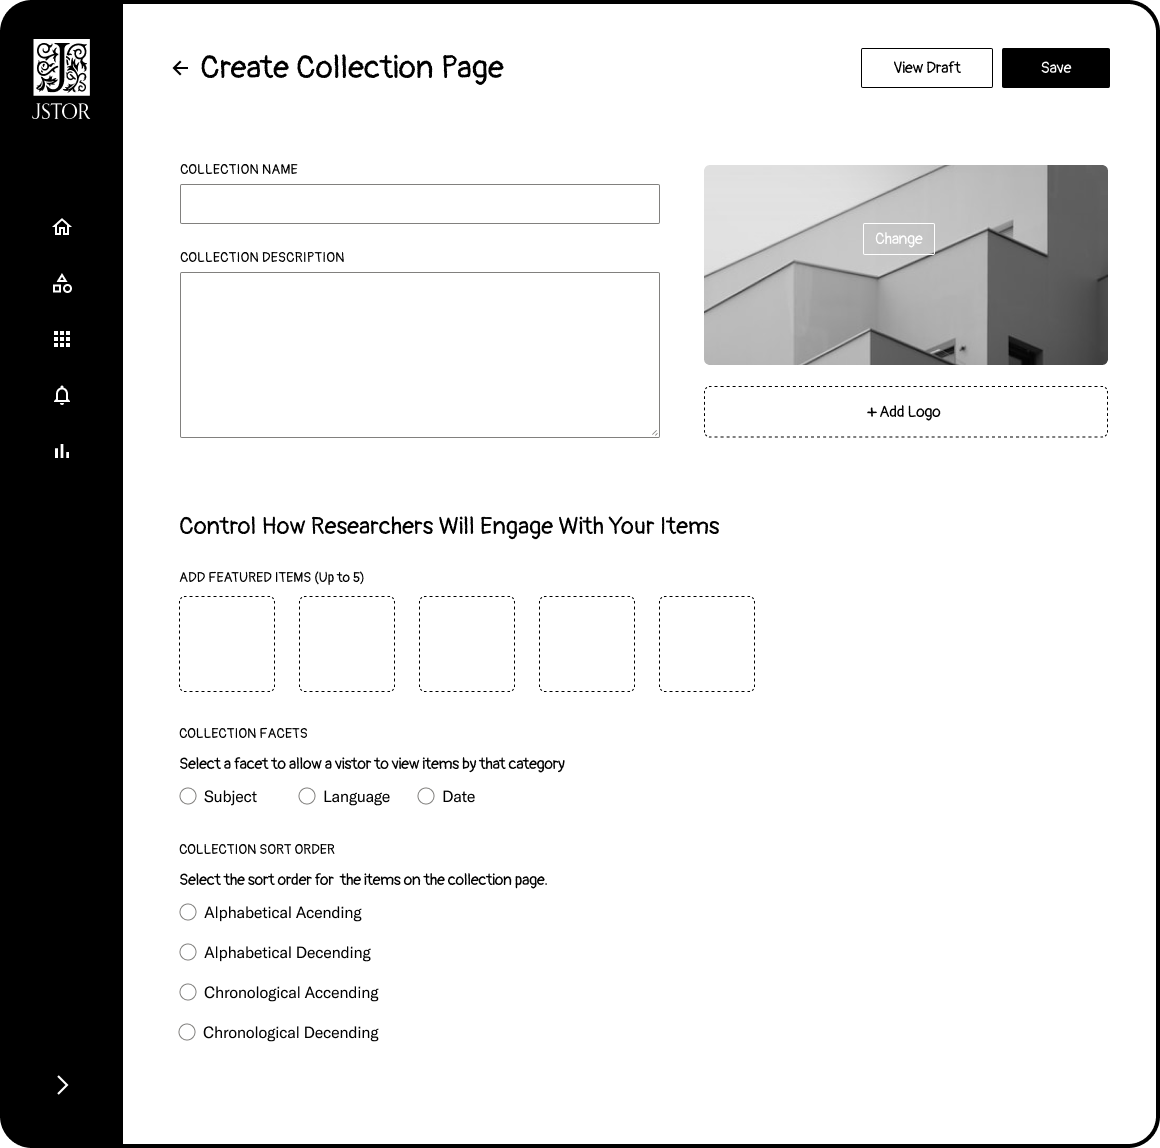 JSTOR
Create Collection Page
View Draft
Save
COLLECTION NAME
COLLECTION DESCRIPTION
Change
+ Add Logo
Control How Researchers Will Engage With Your Items
ADD FEATURED ITEMS (Up to 5)
COLLECTION FACETS
Select a facet to allow a vistor to view items by that category
Subject
Language
Date
COLLECTION SORT ORDER
Select the sort order for the items on the collection page.
Alphabetical Acending
Alphabetical Decending
Chronological Accending
Chronological Decending